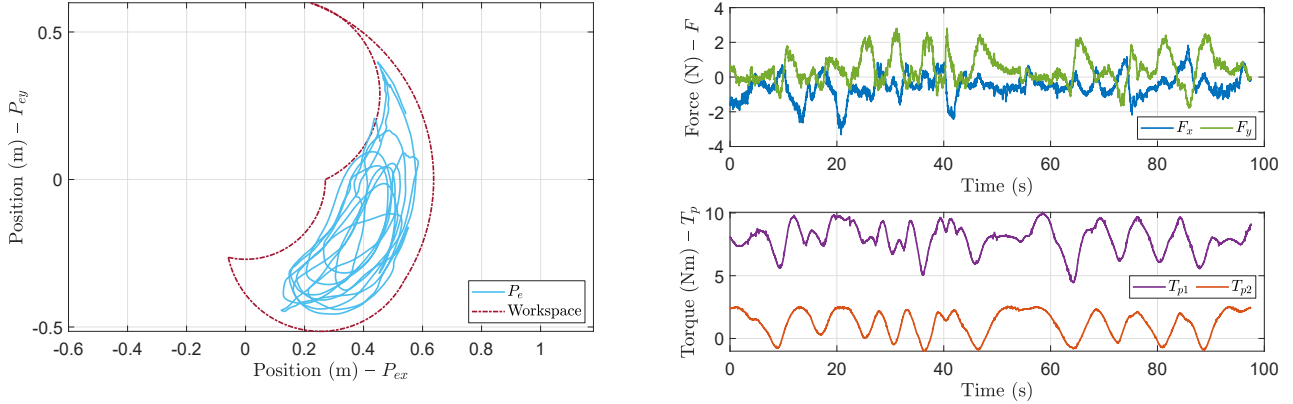 0.5
0
-0.5
Position (m) – P_ey
-0.6
-0.4
-0.2
0
0.2
0.4
0.6
0.8
1
Position (m) – P_ex
P_e
Workspace
4
2
0
-2
-4
Force (N) – F
F_x
F_y
0
20
40
60
80
100
Time (s)
10
5
0
Torque (Nm) – T_p
T_p1
T_p2
0
20
40
60
80
100
Time (s)